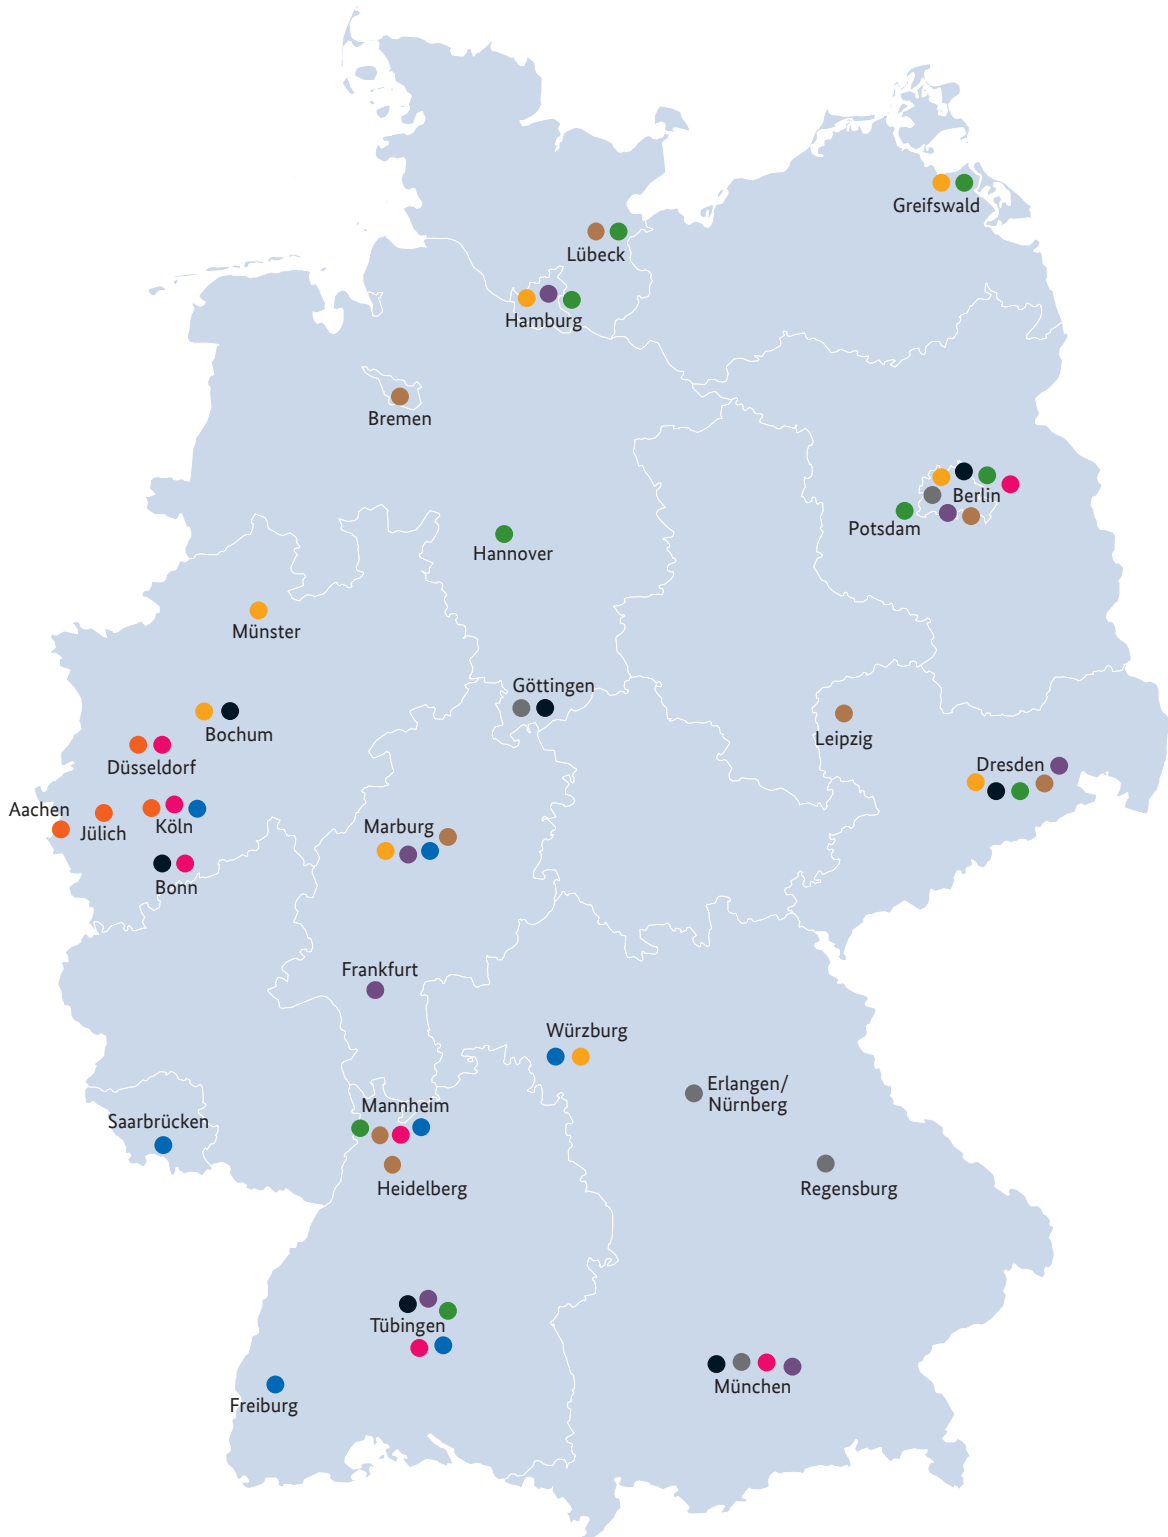 Greifswald
Lübeck
Hamburg
Bremen
Berlin
Potsdam
Hannover
Münster
Göttingen
Bochum
Leipzig
Düsseldorf
Dresden
Aachen
Jülich
Köln
Marburg
Bonn
Frankfurt
Würzburg
Erlangen/
Nürnberg
Mannheim
Saarbrücken
Heidelberg
Regensburg
Tübingen
München
Freiburg